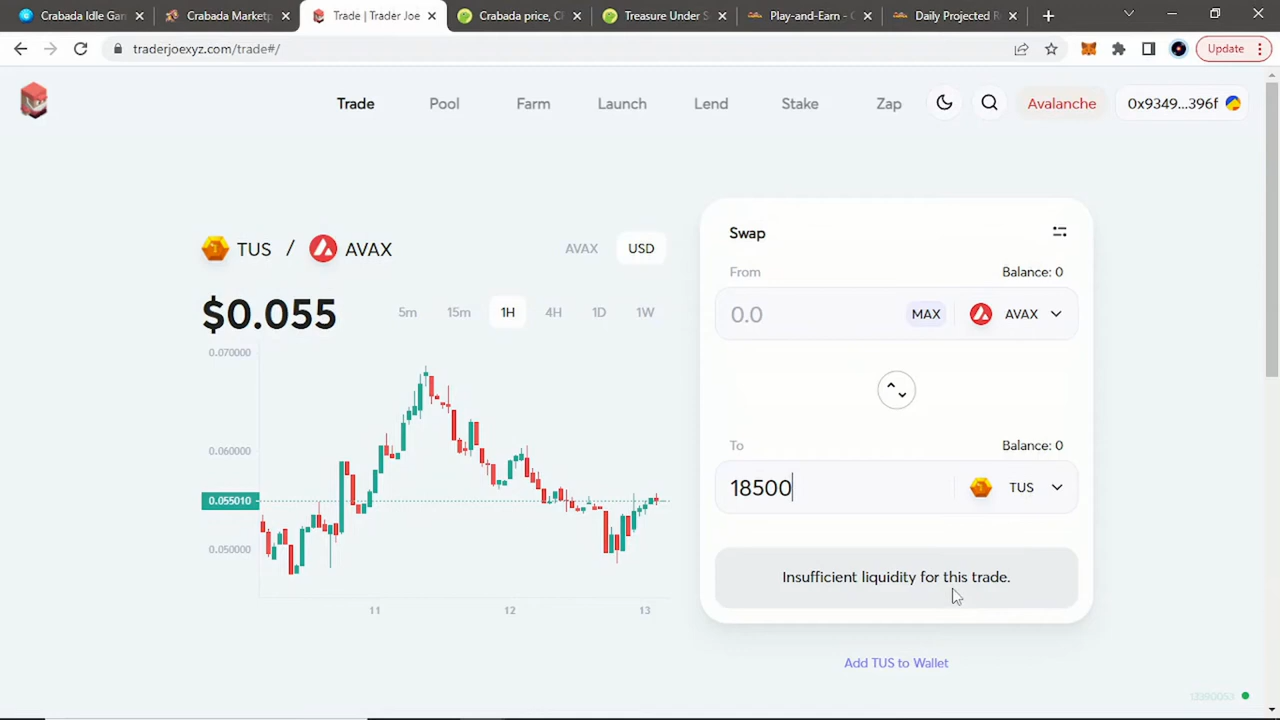 Crabada Idle Gam
Crabada Marketp
Trade | Trader Joe
Crabada price, C
Treasure Under S
Play-and-Earn - C
Daily Projected R
traderjoexyz.com/trade#/
Update
Trade
Pool
Farm
Launch
Lend
Stake
Zap
Avalanche
0x9349...396f
TUS / AVAX
AVAX
USD
$0.055
5m
15m
1H
4H
1D
1W
0.070000
0.060000
0.055010
0.050000
11
12
13
Swap
From
Balance: 0
0.0
MAX
AVAX
To
Balance: 0
18500
TUS
Insufficient liquidity for this trade.
Add TUS to Wallet
13390053